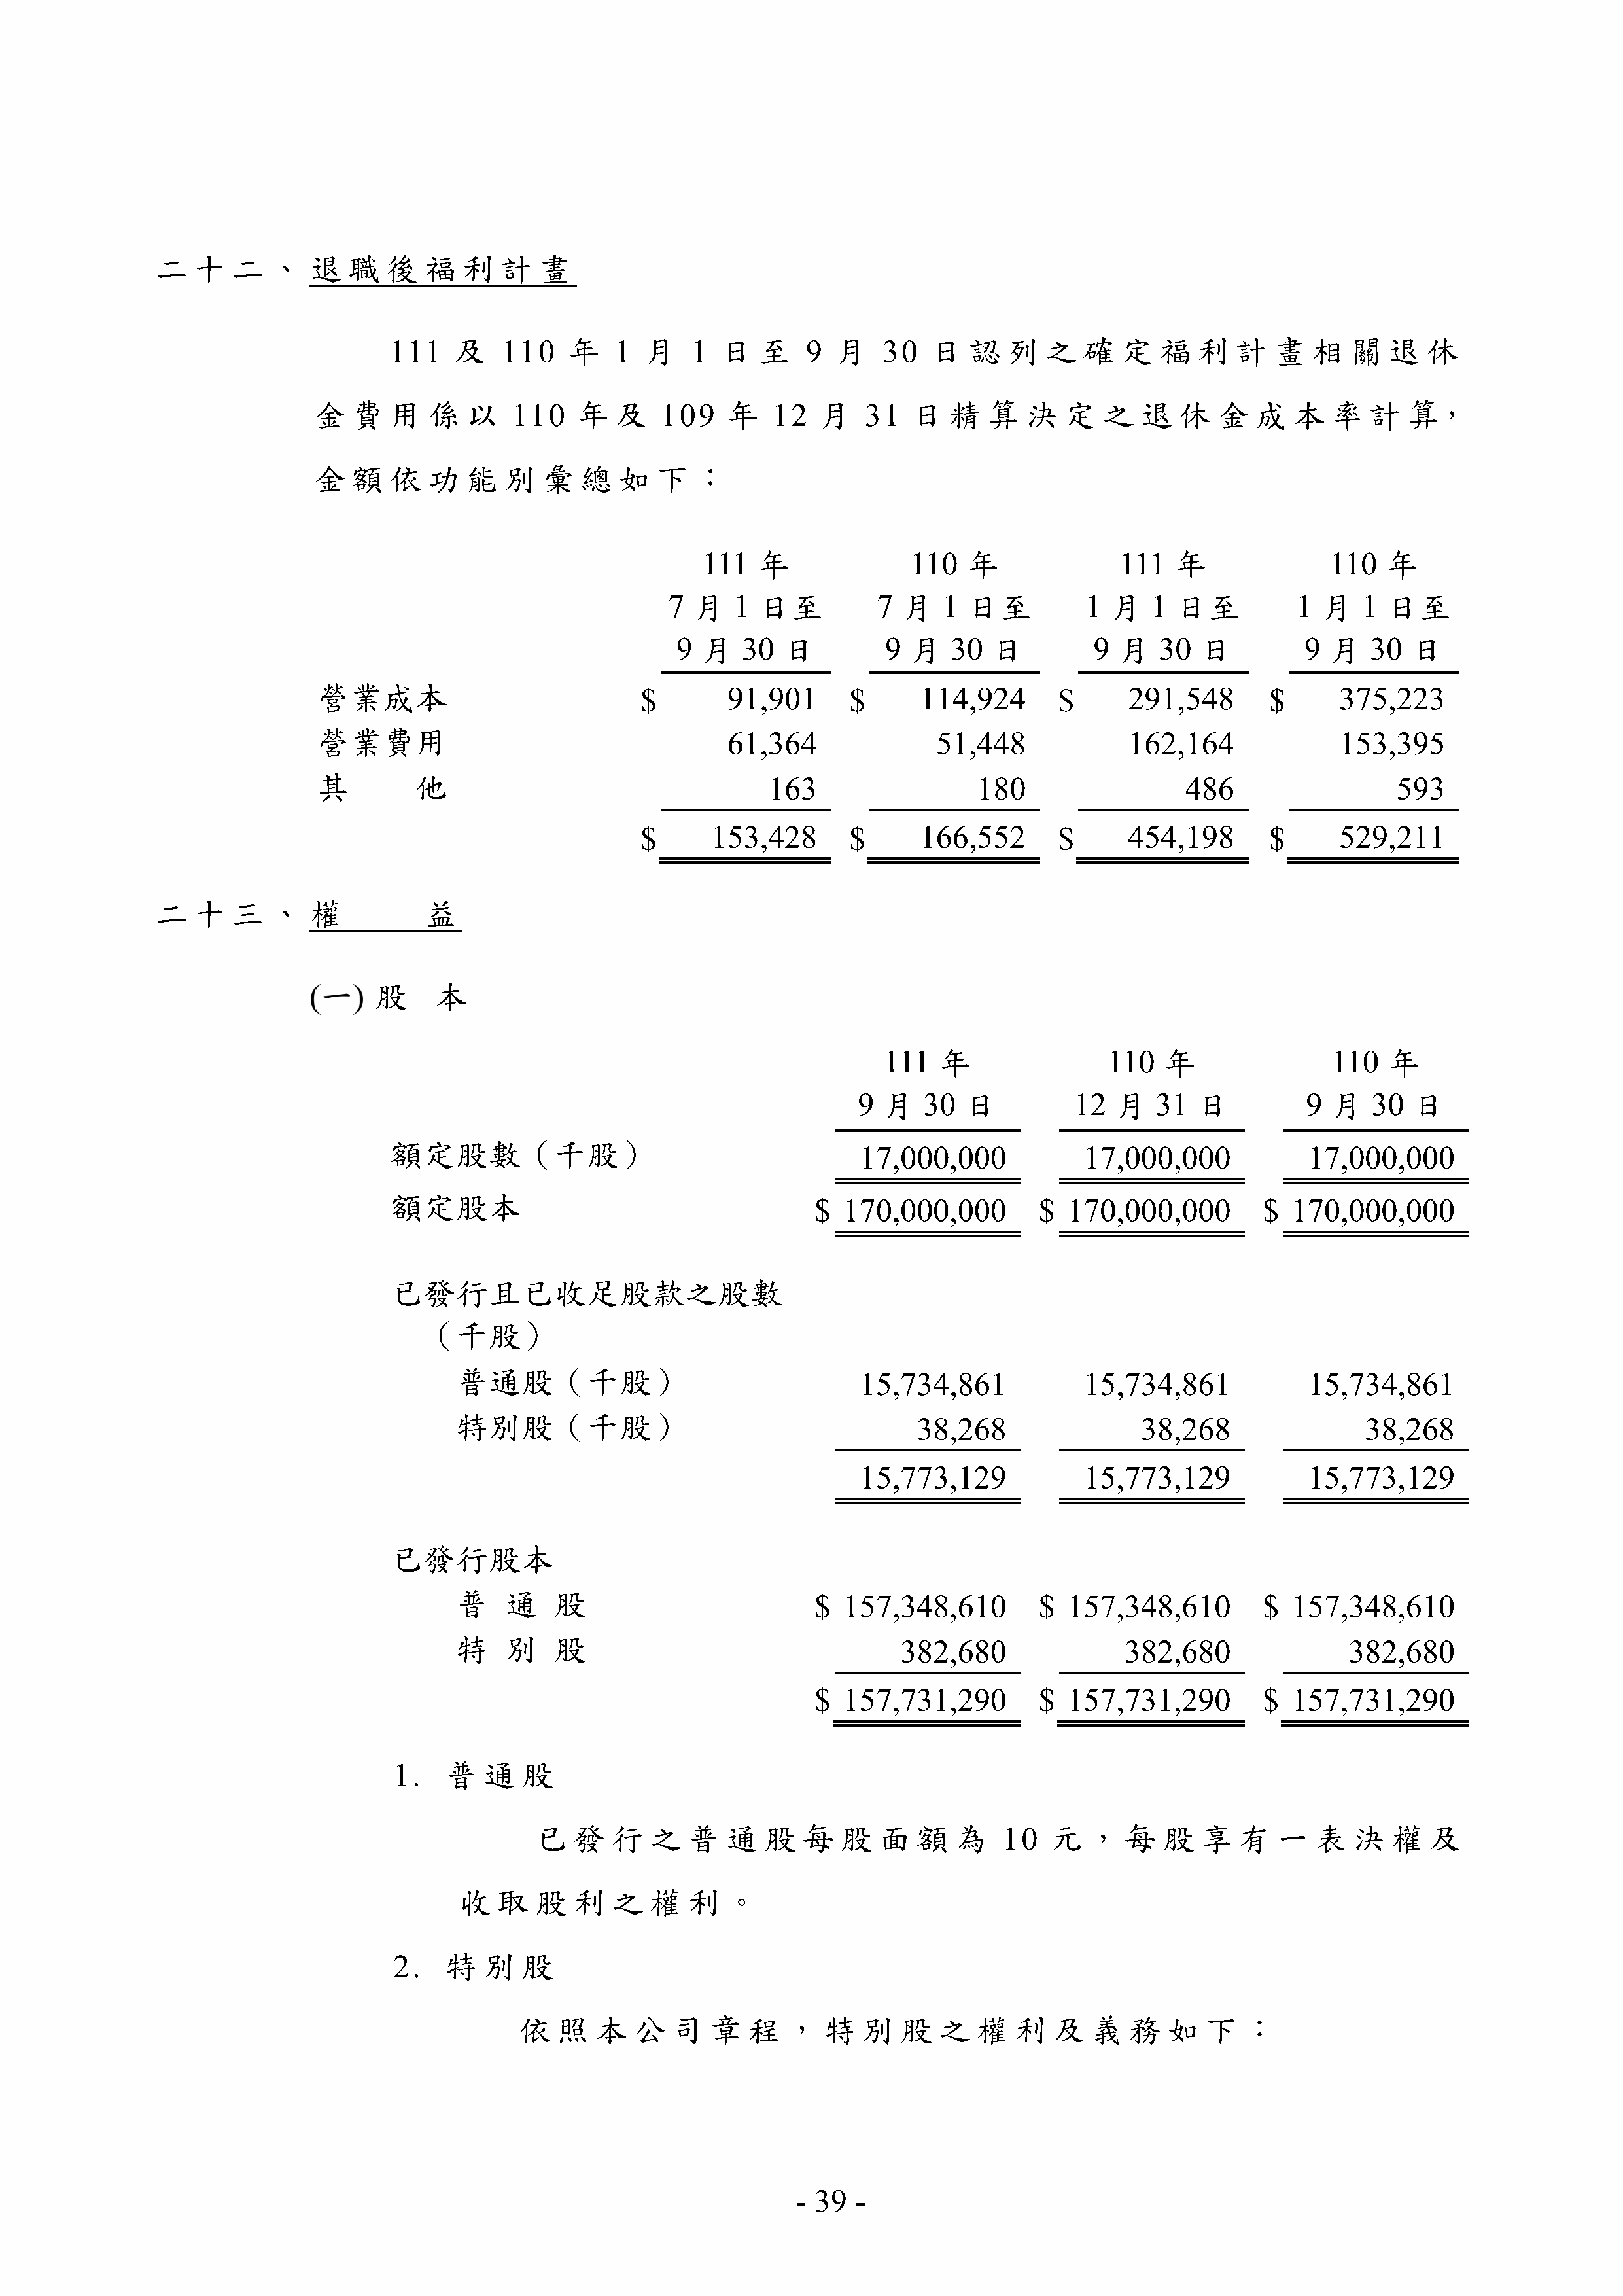 二十二、退職後福利計畫
111 及 110 年 1 月 1 日至 9 月 30 日認列之確定福利計畫相關退休
金費用係以 110 年及 109 年 12 月 31 日精算決定之退休金成本率計算，
金額依功能別彙總如下：
111 年 110 年 111 年 110 年
7 月 1 日至 7 月 1 日至 1 月 1 日至 1 月 1 日至
9 月 30 日 9 月 30 日 9 月 30 日 9 月 30 日
營業成本 $ 91,901 $ 114,924 $ 291,548 $ 375,223
營業費用 61,364 51,448 162,164 153,395
其　　他 163 180 486 593
$ 153,428 $ 166,552 $ 454,198 $ 529,211
二十三、權　　益
(一) 股　本
111 年 110 年 110 年
9 月 30 日 12 月 31 日 9 月 30 日
額定股數（千股） 17,000,000 17,000,000 17,000,000
額定股本 $ 170,000,000 $ 170,000,000 $ 170,000,000
已發行且已收足股款之股數
（千股）
普通股（千股） 15,734,861 15,734,861 15,734,861
特別股（千股） 38,268 38,268 38,268
15,773,129 15,773,129 15,773,129
已發行股本
普 通 股 $ 157,348,610 $ 157,348,610 $ 157,348,610
特 別 股 382,680 382,680 382,680
$ 157,731,290 $ 157,731,290 $ 157,731,290
1. 普通股
已發行之普通股每股面額為 10 元，每股享有一表決權及
收取股利之權利。
2. 特別股
依照本公司章程，特別股之權利及義務如下：
- 39 -